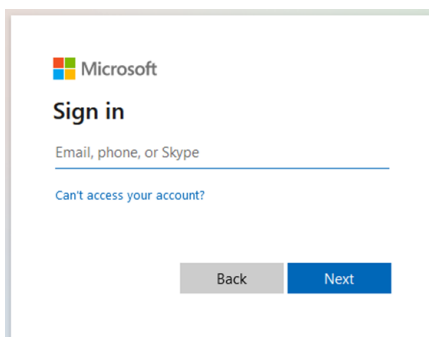 Microsoft
Sign in
Email, phone, or Skype
Can't access your account?
Back Next